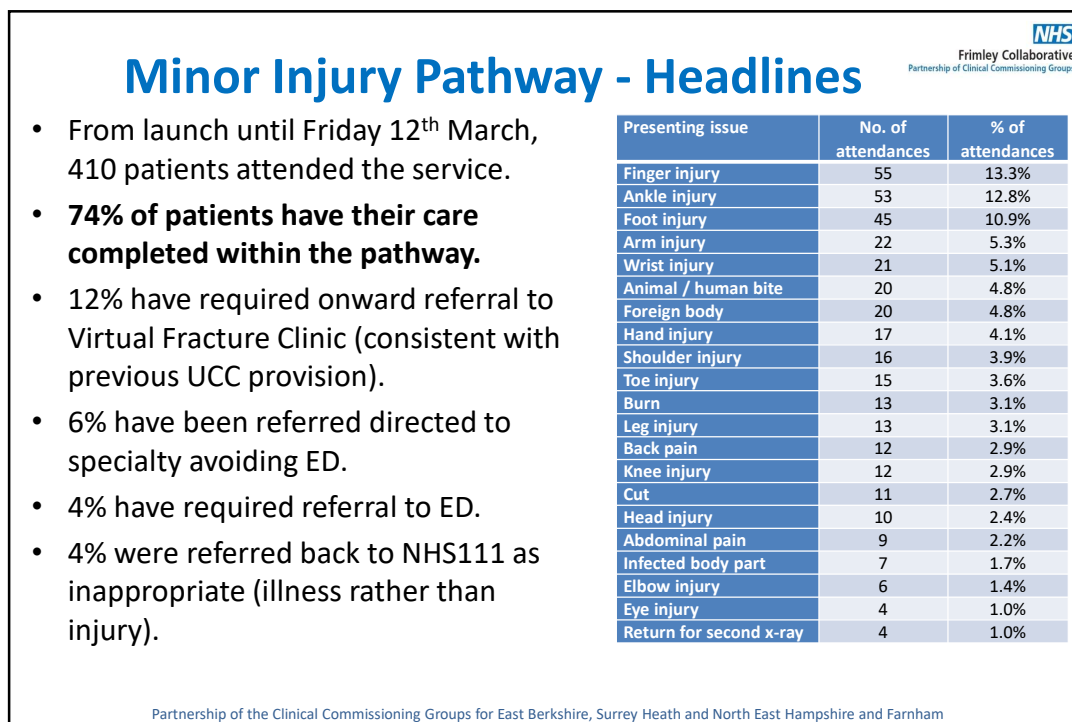 NHS
Frimley Collaborative
Partnership of Clinical Commissioning Groups
Minor Injury Pathway - Headlines
• From launch until Friday 12th March,
410 patients attended the service.
• 74% of patients have their care
completed within the pathway.
• 12% have required onward referral to
Virtual Fracture Clinic (consistent with
previous UCC provision).
• 6% have been referred directed to
specialty avoiding ED.
• 4% have required referral to ED.
• 4% were referred back to NHS111 as
inappropriate (illness rather than
injury).
Presenting issue No. of attendances % of attendances
Finger injury 55 13.3%
Ankle injury 53 12.8%
Foot injury 45 10.9%
Arm injury 22 5.3%
Wrist injury 21 5.1%
Animal / human bite 20 4.8%
Foreign body 20 4.8%
Hand injury 17 4.1%
Shoulder injury 16 3.9%
Toe injury 15 3.6%
Burn 13 3.1%
Leg injury 13 3.1%
Back pain 12 2.9%
Knee injury 12 2.9%
Cut 11 2.7%
Head injury 10 2.4%
Abdominal pain 9 2.2%
Infected body part 7 1.7%
Elbow injury 6 1.4%
Eye injury 4 1.0%
Return for second x-ray 4 1.0%
Partnership of the Clinical Commissioning Groups for East Berkshire, Surrey Heath and North East Hampshire and Farnham